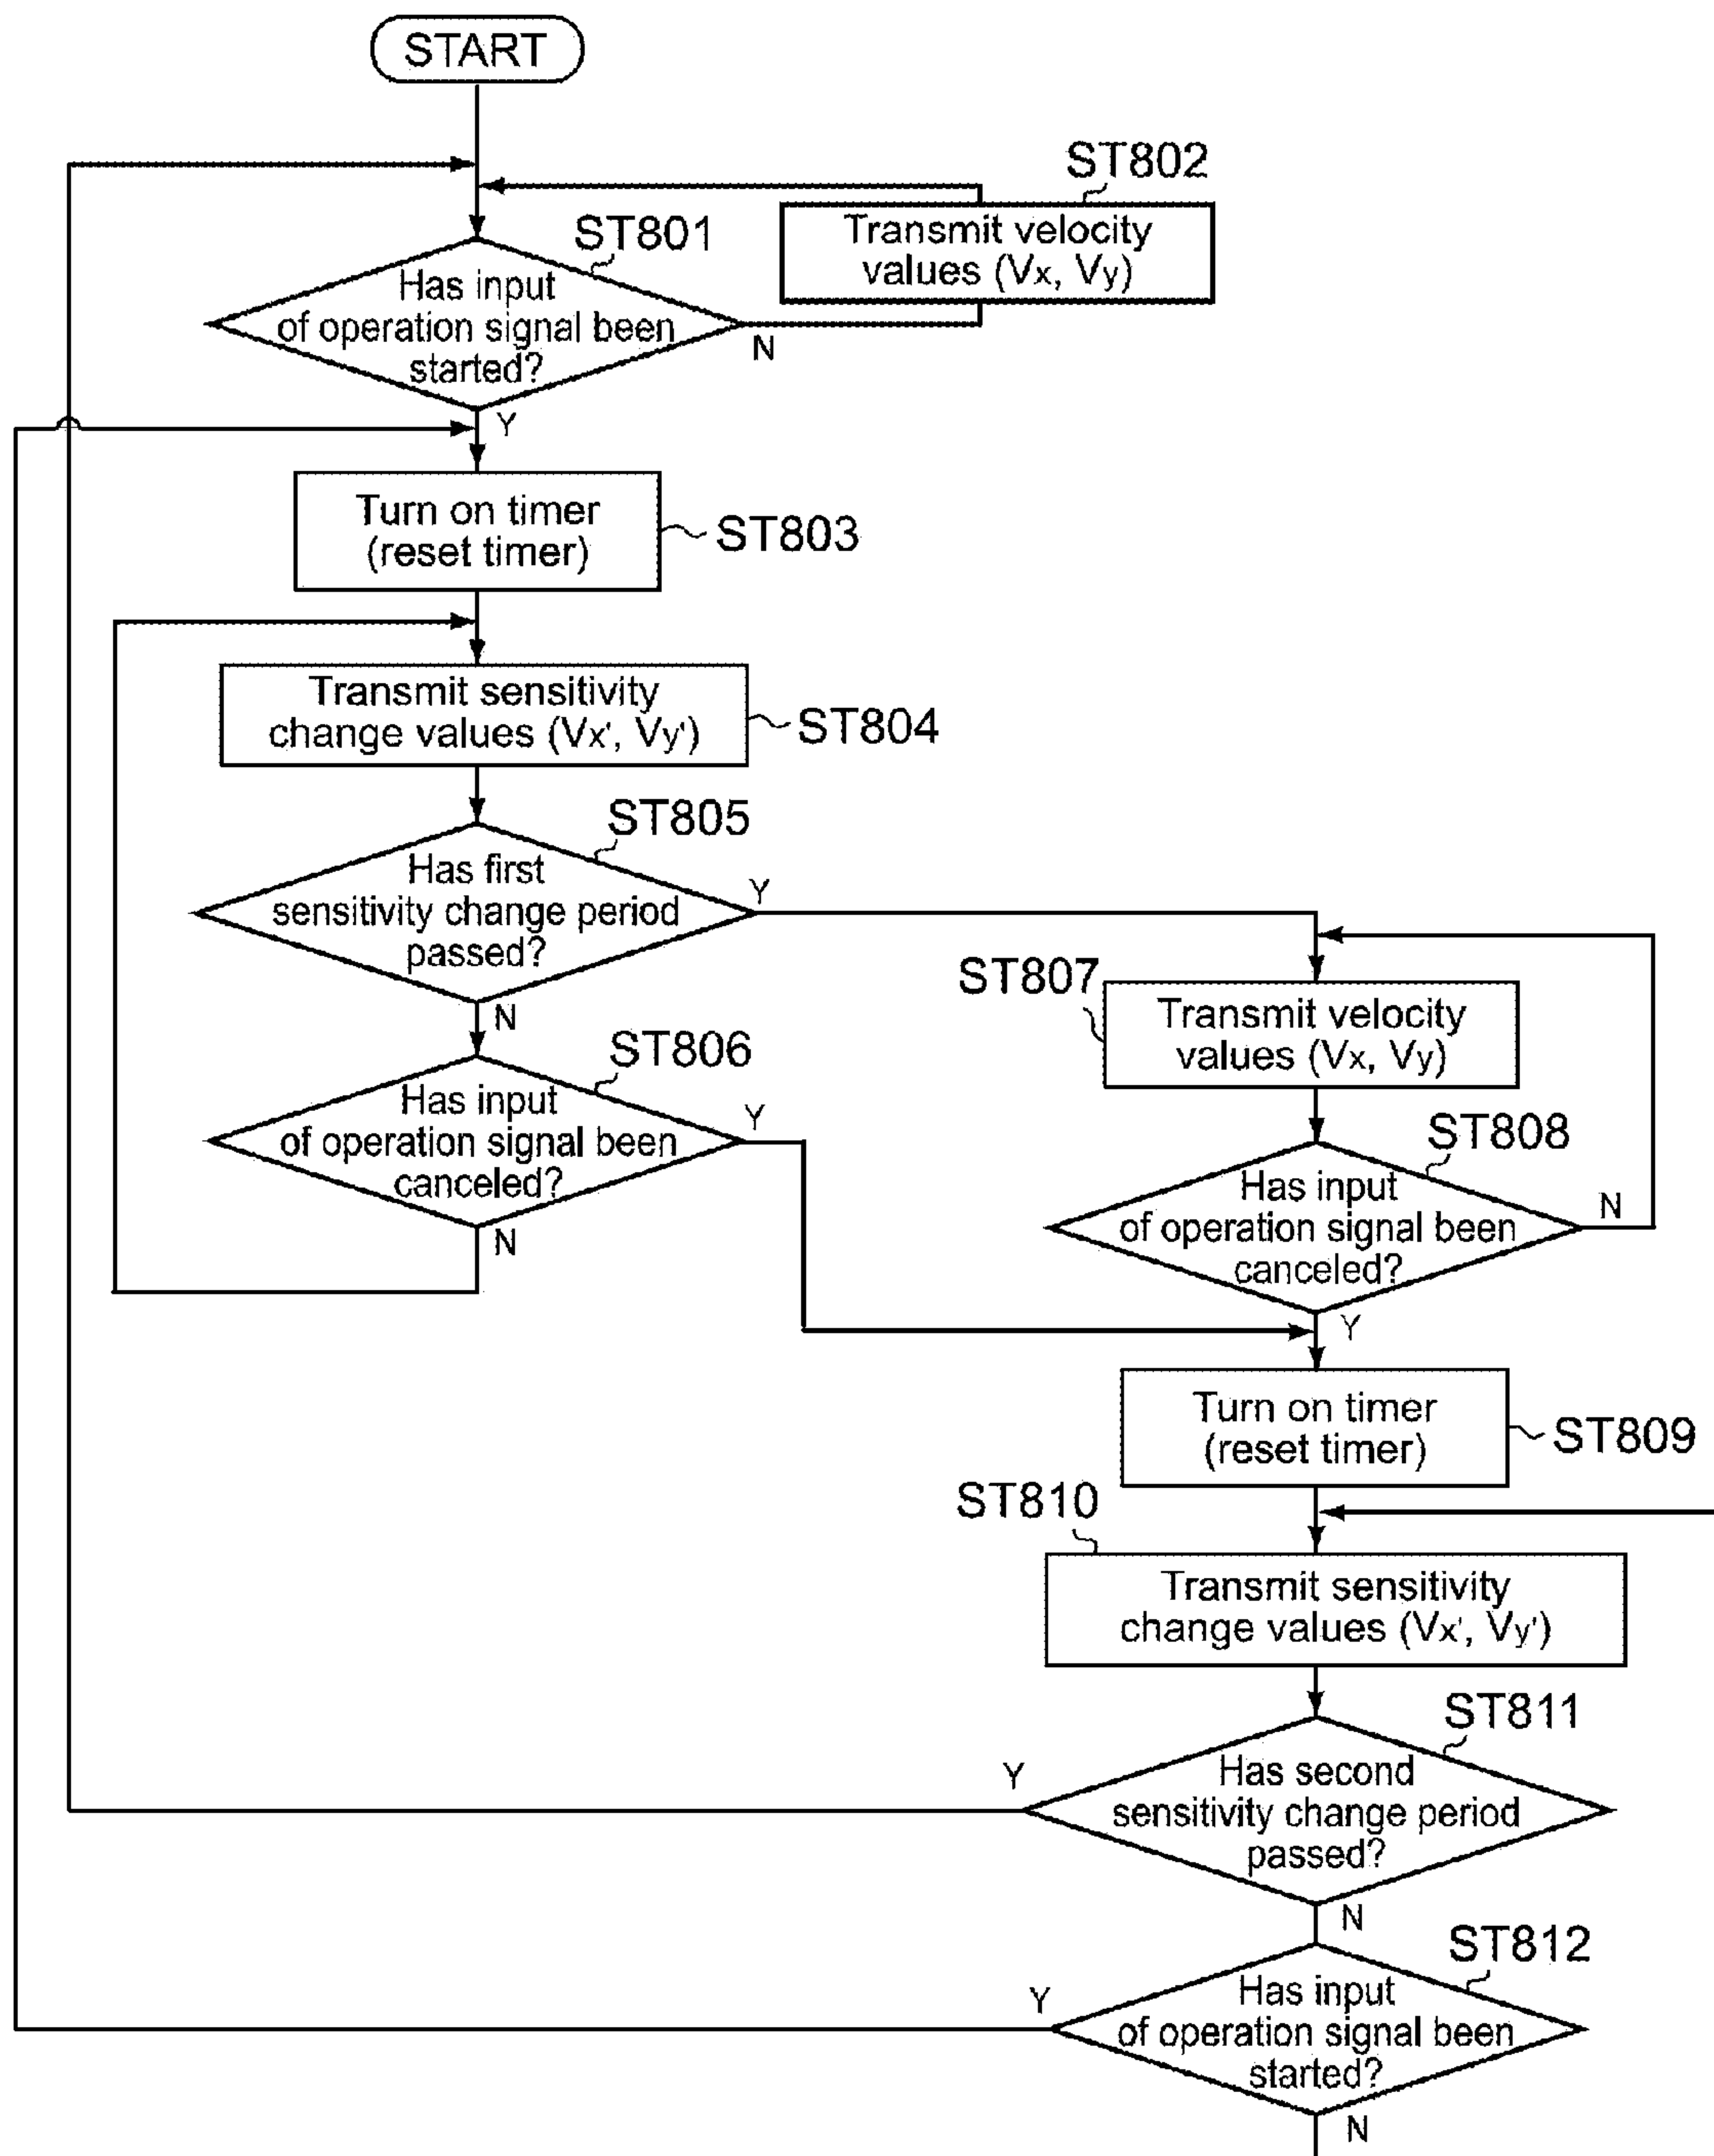 START
ST802
Transmit velocity
values (Vx, Vy)
ST801
Has input
of operation signal been
started?
N
Y
Turn on timer
(reset timer)
ST803
Transmit sensitivity
change values (Vx', Vy')
ST804
ST805
Has first
sensitivity change period
passed?
Y
N
ST807
Transmit velocity
values (Vx, Vy)
ST806
Has input
of operation signal been
canceled?
Y
N
ST808
Has input
of operation signal been
canceled?
N
Y
Turn on timer
(reset timer)
ST809
ST810
Transmit sensitivity
change values (Vx', Vy')
ST811
Has second
sensitivity change period
passed?
Y
N
ST812
Has input
of operation signal been
started?
Y
N